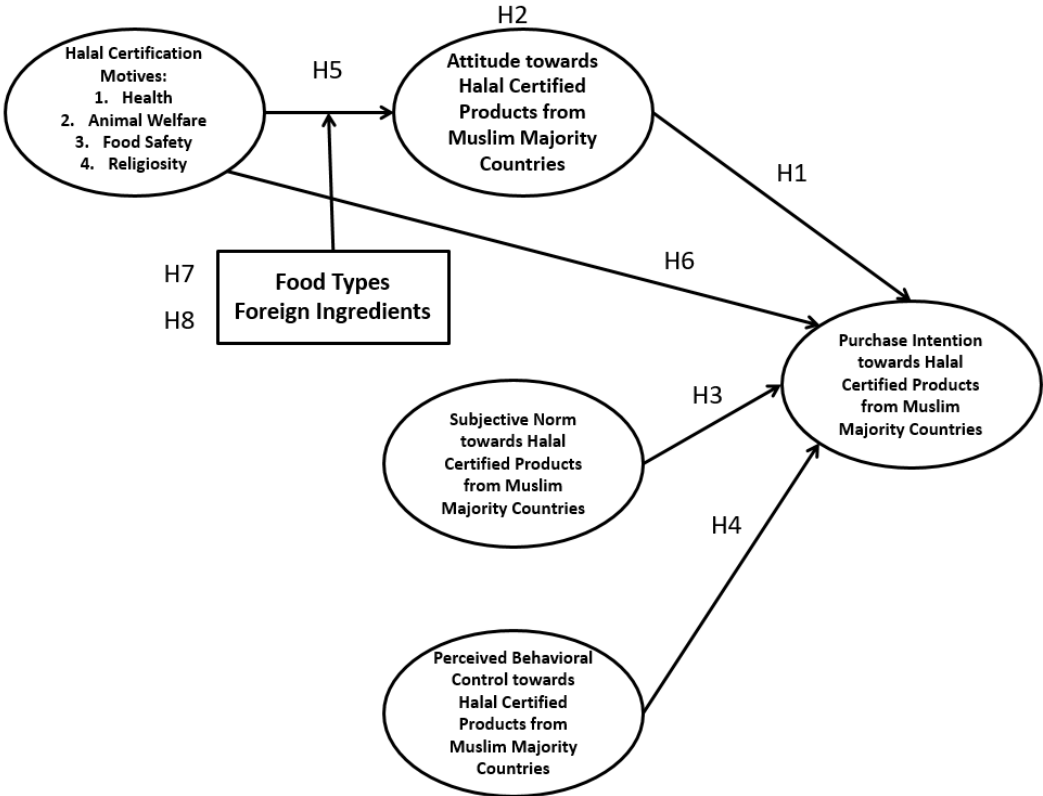 H2
Halal Certification
Motives:
1. Health
2. Animal Welfare
3. Food Safety
4. Religiosity
H5
Attitude towards
Halal Certified
Products from
Muslim Majority
Countries
H1
H7
H8
Food Types
Foreign Ingredients
H6
Purchase Intention
towards Halal
Certified Products
from Muslim
Majority Countries
Subjective Norm
towards Halal
Certified Products
from Muslim
Majority Countries
H3
H4
Perceived Behavioral
Control towards
Halal Certified
Products from
Muslim Majority
Countries